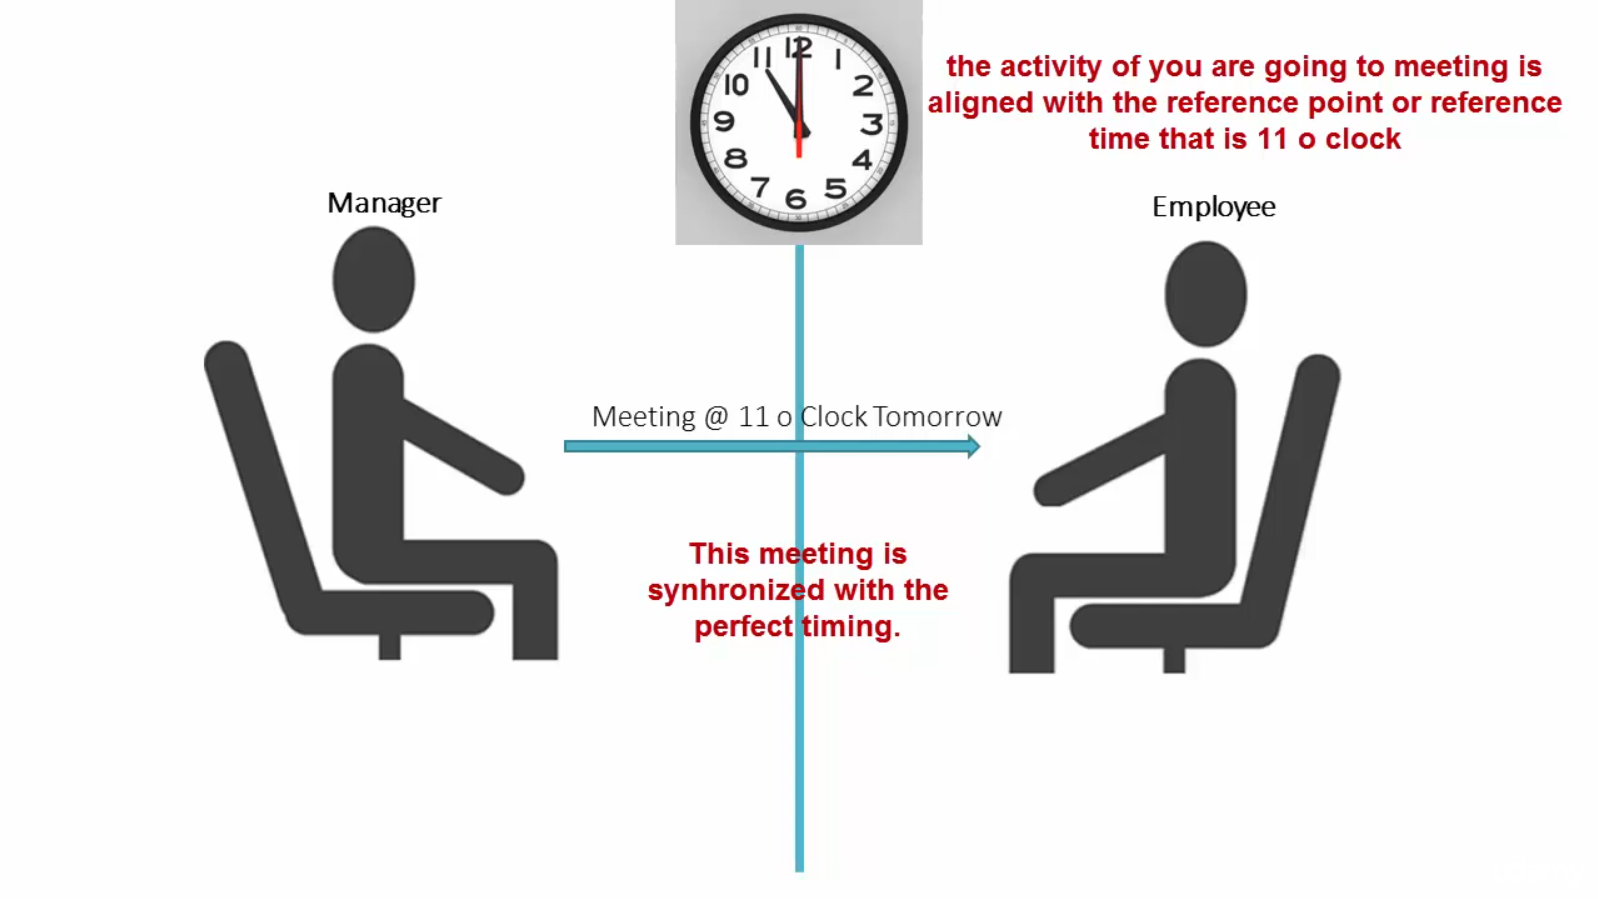 12
11
1
10
2
9
3
8
4
7
5
6
the activity of you are going to meeting is
aligned with the reference point or reference
time that is 11 o clock
Manager
Employee
Meeting @ 11 o Clock Tomorrow
This meeting is
synhronized with the
perfect timing.